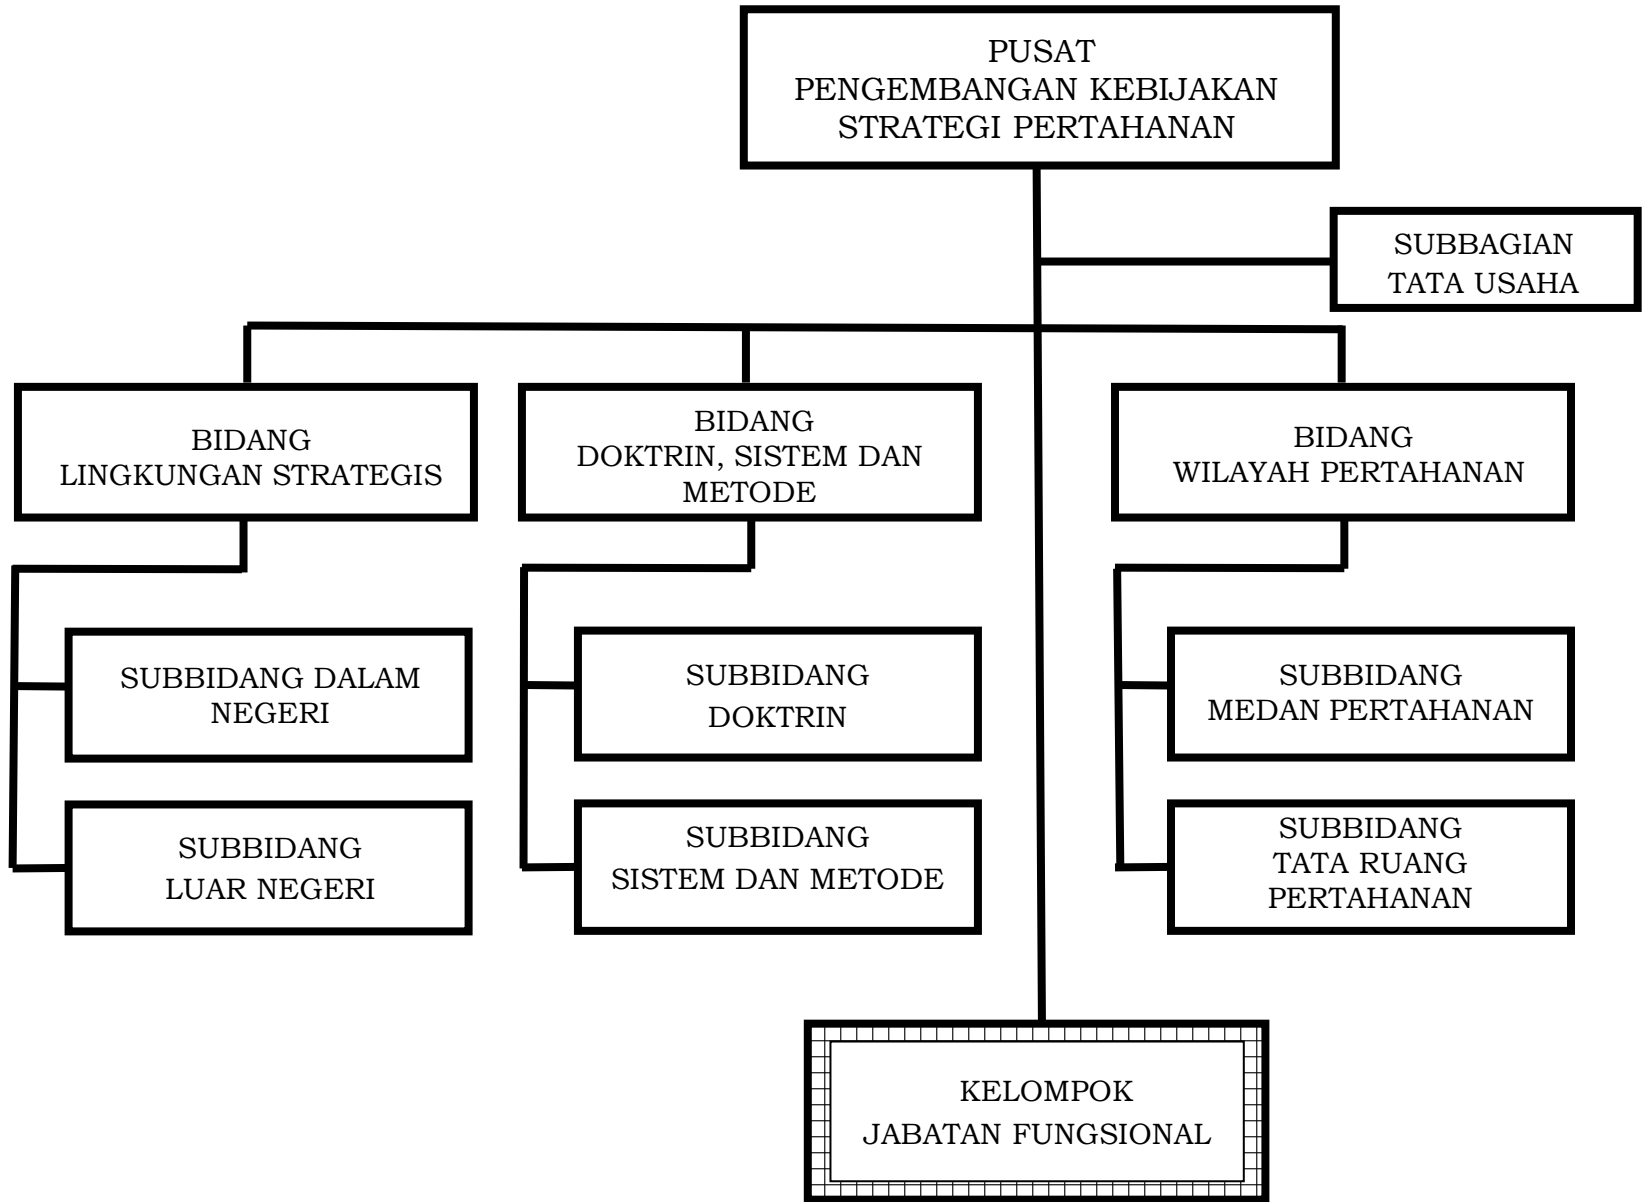 PUSAT
PENGEMBANGAN KEBIJAKAN
STRATEGI PERTAHANAN
SUBBAGIAN
TATA USAHA
BIDANG
LINGKUNGAN STRATEGIS
BIDANG
DOKTRIN, SISTEM DAN
METODE
BIDANG
WILAYAH PERTAHANAN
SUBBIDANG DALAM
NEGERI
SUBBIDANG
DOKTRIN
SUBBIDANG
MEDAN PERTAHANAN
SUBBIDANG
LUAR NEGERI
SUBBIDANG
SISTEM DAN METODE
SUBBIDANG
TATA RUANG
PERTAHANAN
KELOMPOK
JABATAN FUNGSIONAL